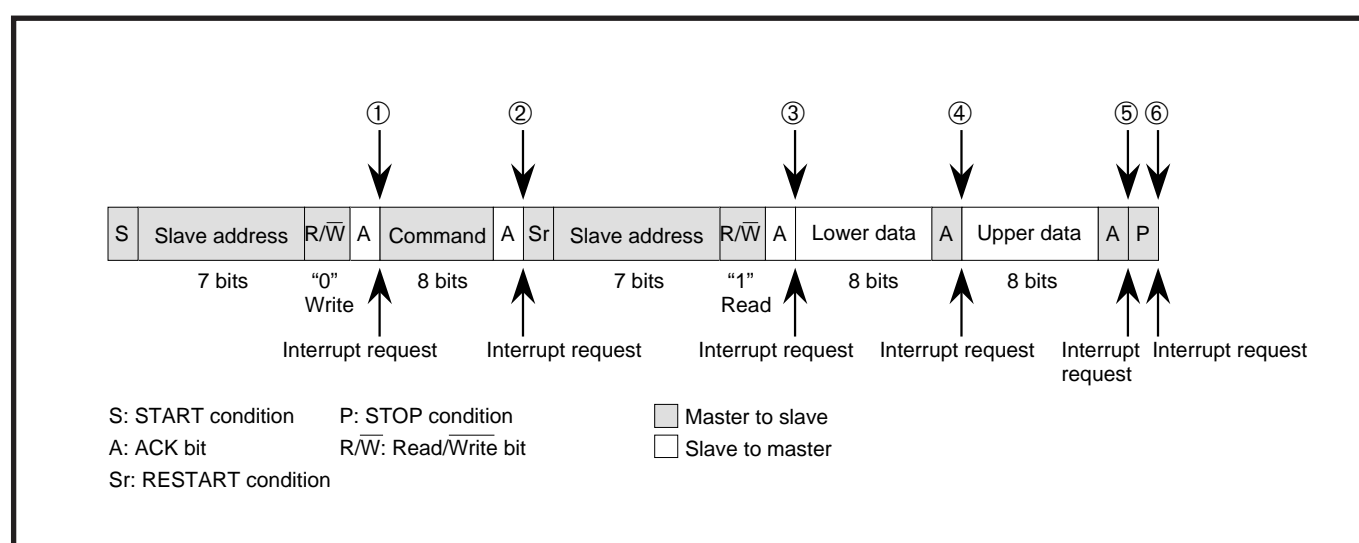 ① ② ③ ④ ⑤ ⑥
S Slave address R/W̅ A Command A Sr Slave address R/W̅ A Lower data A Upper data A P
7 bits “0” 8 bits 7 bits “1” 8 bits 8 bits
Write Read
Interrupt request Interrupt request Interrupt request Interrupt request Interrupt Interrupt request
request
S: START condition P: STOP condition Master to slave
A: ACK bit R/W̅: Read/W̅r̅i̅t̅e̅ bit Slave to master
Sr: RESTART condition